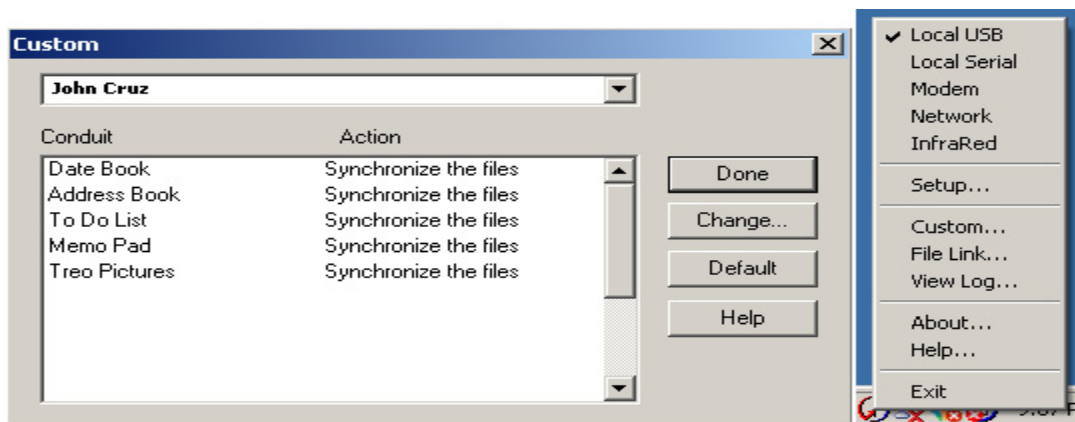 Custom
John Cruz
Conduit Action
Date Book Synchronize the files
Address Book Synchronize the files
To Do List Synchronize the files
Memo Pad Synchronize the files
Treo Pictures Synchronize the files
Done
Change...
Default
Help
Local USB
Local Serial
Modem
Network
InfraRed
Setup...
Custom...
File Link...
View Log...
About...
Help...
Exit